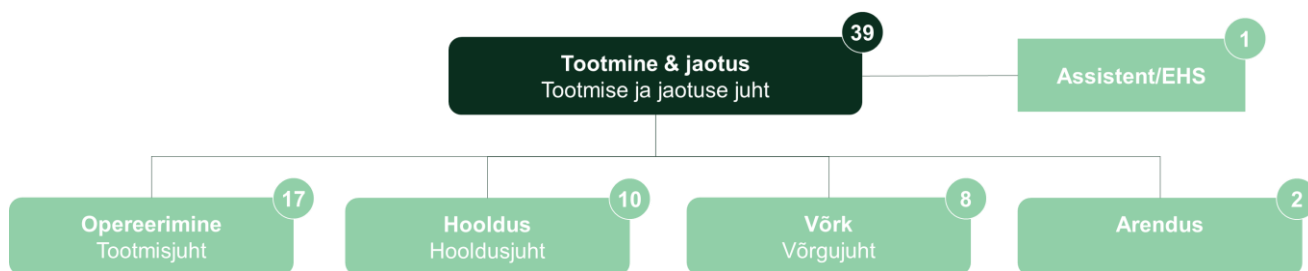 39
Tootmine & jaotus
Tootmise ja jaotuse juht
1
Assistent/EHS
17
Opereerimine
Tootmisjuht
10
Hooldus
Hooldusjuht
8
Võrk
Võrgujuht
2
Arendus